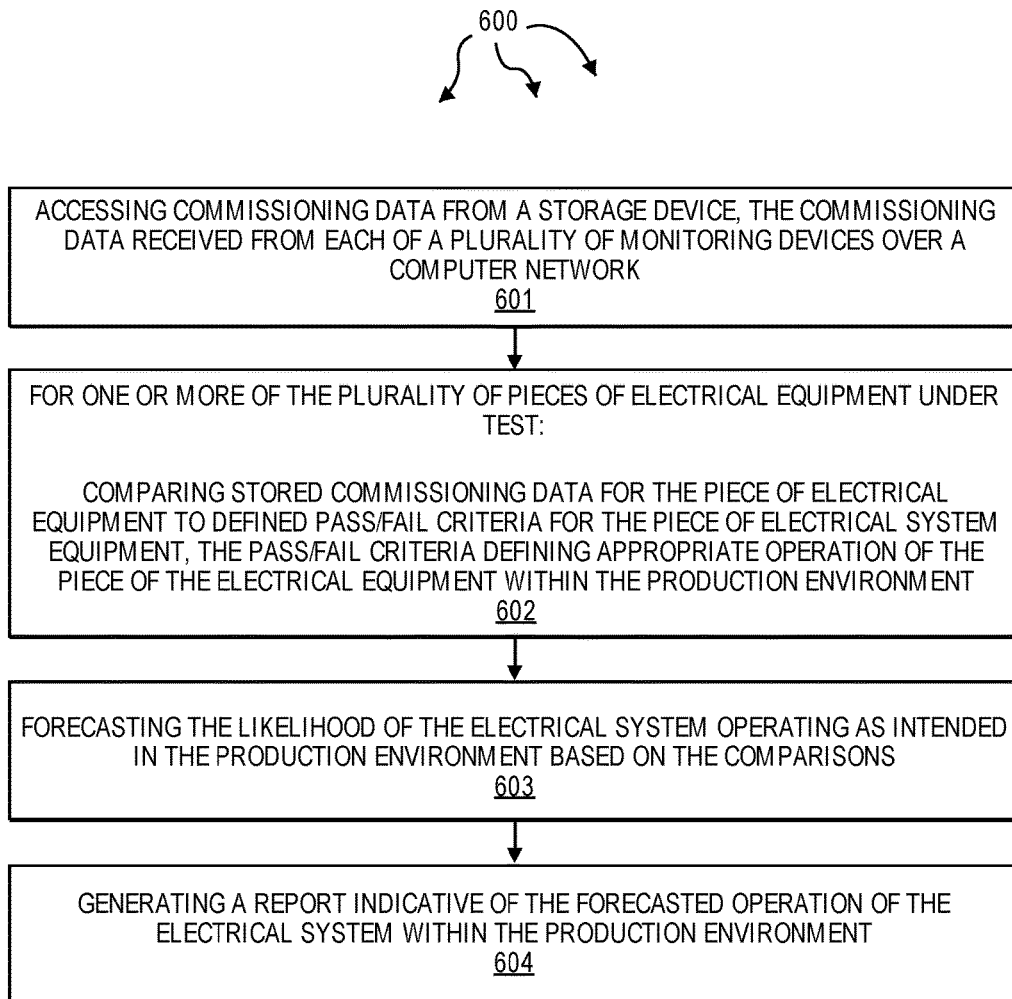 600
ACCESSING COMMISSIONING DATA FROM A STORAGE DEVICE, THE COMMISSIONING
DATA RECEIVED FROM EACH OF A PLURALITY OF MONITORING DEVICES OVER A
COMPUTER NETWORK
601
FOR ONE OR MORE OF THE PLURALITY OF PIECES OF ELECTRICAL EQUIPMENT UNDER
TEST:
COMPARING STORED COMMISSIONING DATA FOR THE PIECE OF ELECTRICAL
EQUIPMENT TO DEFINED PASS/FAIL CRITERIA FOR THE PIECE OF ELECTRICAL SYSTEM
EQUIPMENT, THE PASS/FAIL CRITERIA DEFINING APPROPRIATE OPERATION OF THE
PIECE OF THE ELECTRICAL EQUIPMENT WITHIN THE PRODUCTION ENVIRONMENT
602
FORECASTING THE LIKELIHOOD OF THE ELECTRICAL SYSTEM OPERATING AS INTENDED
IN THE PRODUCTION ENVIRONMENT BASED ON THE COMPARISONS
603
GENERATING A REPORT INDICATIVE OF THE FORECASTED OPERATION OF THE
ELECTRICAL SYSTEM WITHIN THE PRODUCTION ENVIRONMENT
604